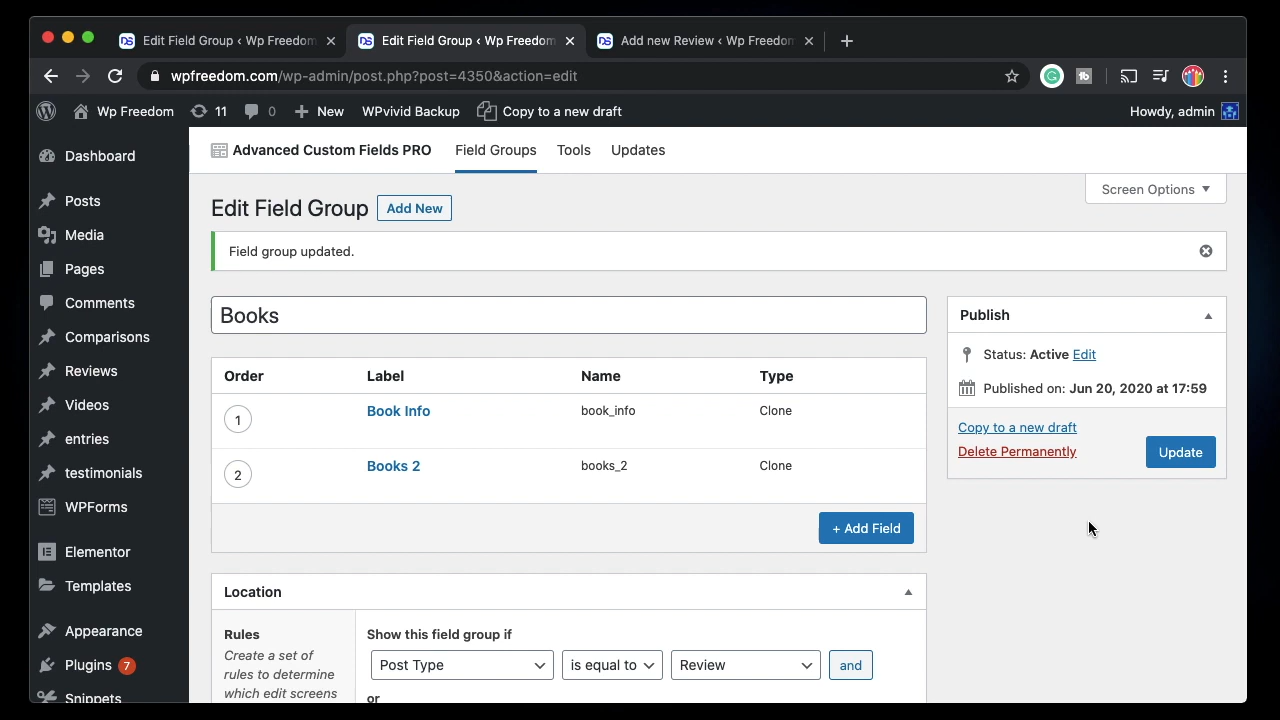 Edit Field Group ‹ Wp Freedom
Edit Field Group ‹ Wp Freedom
Add new Review ‹ Wp Freedom
wpfreedom.com/wp-admin/post.php?post=4350&action=edit
Wp Freedom
11
0
New
WPvivid Backup
Copy to a new draft
Howdy, admin
Dashboard
Posts
Media
Pages
Comments
Comparisons
Reviews
Videos
entries
testimonials
WPForms
Elementor
Templates
Appearance
Plugins 7
Snippets
Advanced Custom Fields PRO
Field Groups
Tools
Updates
Screen Options
Edit Field Group
Add New
Field group updated.
Books
Order Label Name Type
1 Book Info book_info Clone
2 Books 2 books_2 Clone
+ Add Field
Publish
Status: Active Edit
Published on: Jun 20, 2020 at 17:59
Copy to a new draft
Delete Permanently
Update
Location
Rules
Create a set of
rules to determine
which edit screens
Show this field group if
Post Type is equal to Review and
or